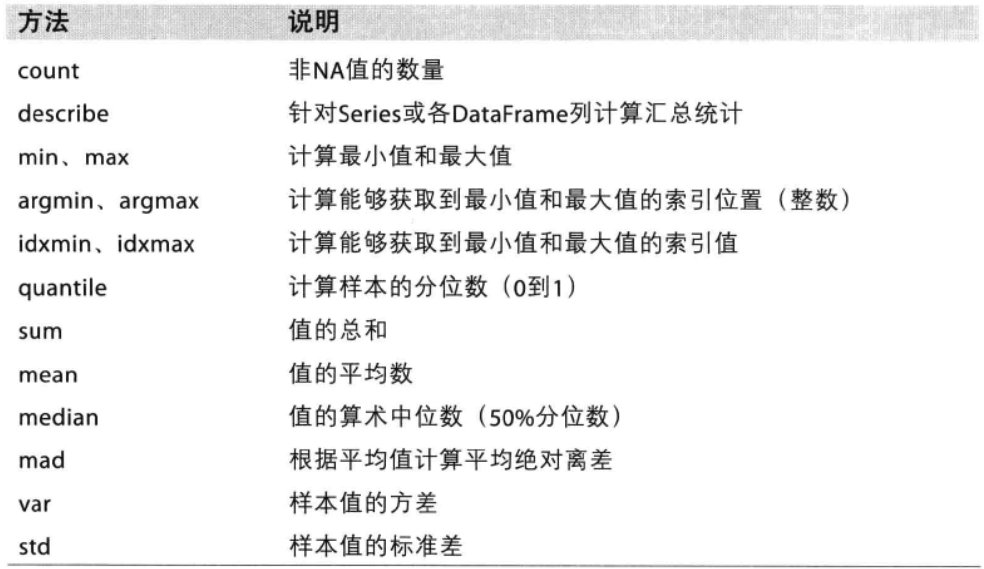 方法 说明
count 非NA值的数量
describe 针对Series或各DataFrame列计算汇总统计
min、max 计算最小值和最大值
argmin、argmax 计算能够获取到最小值和最大值的索引位置（整数）
idxmin、idxmax 计算能够获取到最小值和最大值的索引值
quantile 计算样本的分位数（0到1）
sum 值的总和
mean 值的平均数
median 值的算术中位数（50%分位数）
mad 根据平均值计算平均绝对离差
var 样本值的方差
std 样本值的标准差